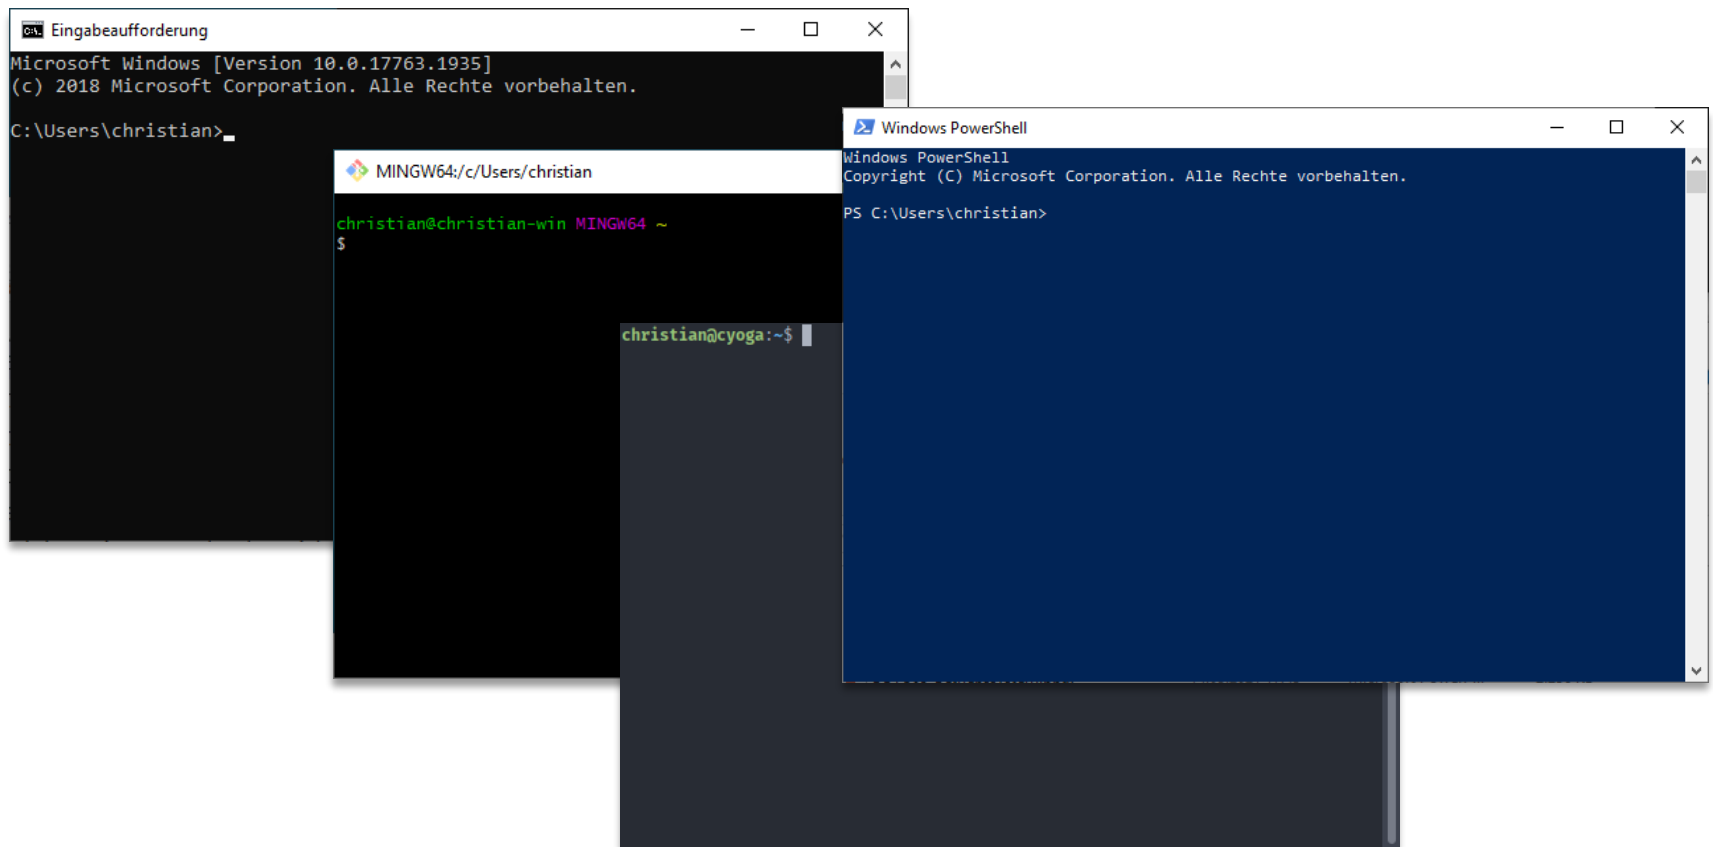 Eingabeaufforderung
Microsoft Windows [Version 10.0.17763.1935]
(c) 2018 Microsoft Corporation. Alle Rechte vorbehalten.
C:\Users\christian>
MINGW64:/c/Users/christian
christian@christian-win MINGW64 ~
$
christian@cyoga:~$
Windows PowerShell
Windows PowerShell
Copyright (C) Microsoft Corporation. Alle Rechte vorbehalten.
PS C:\Users\christian>